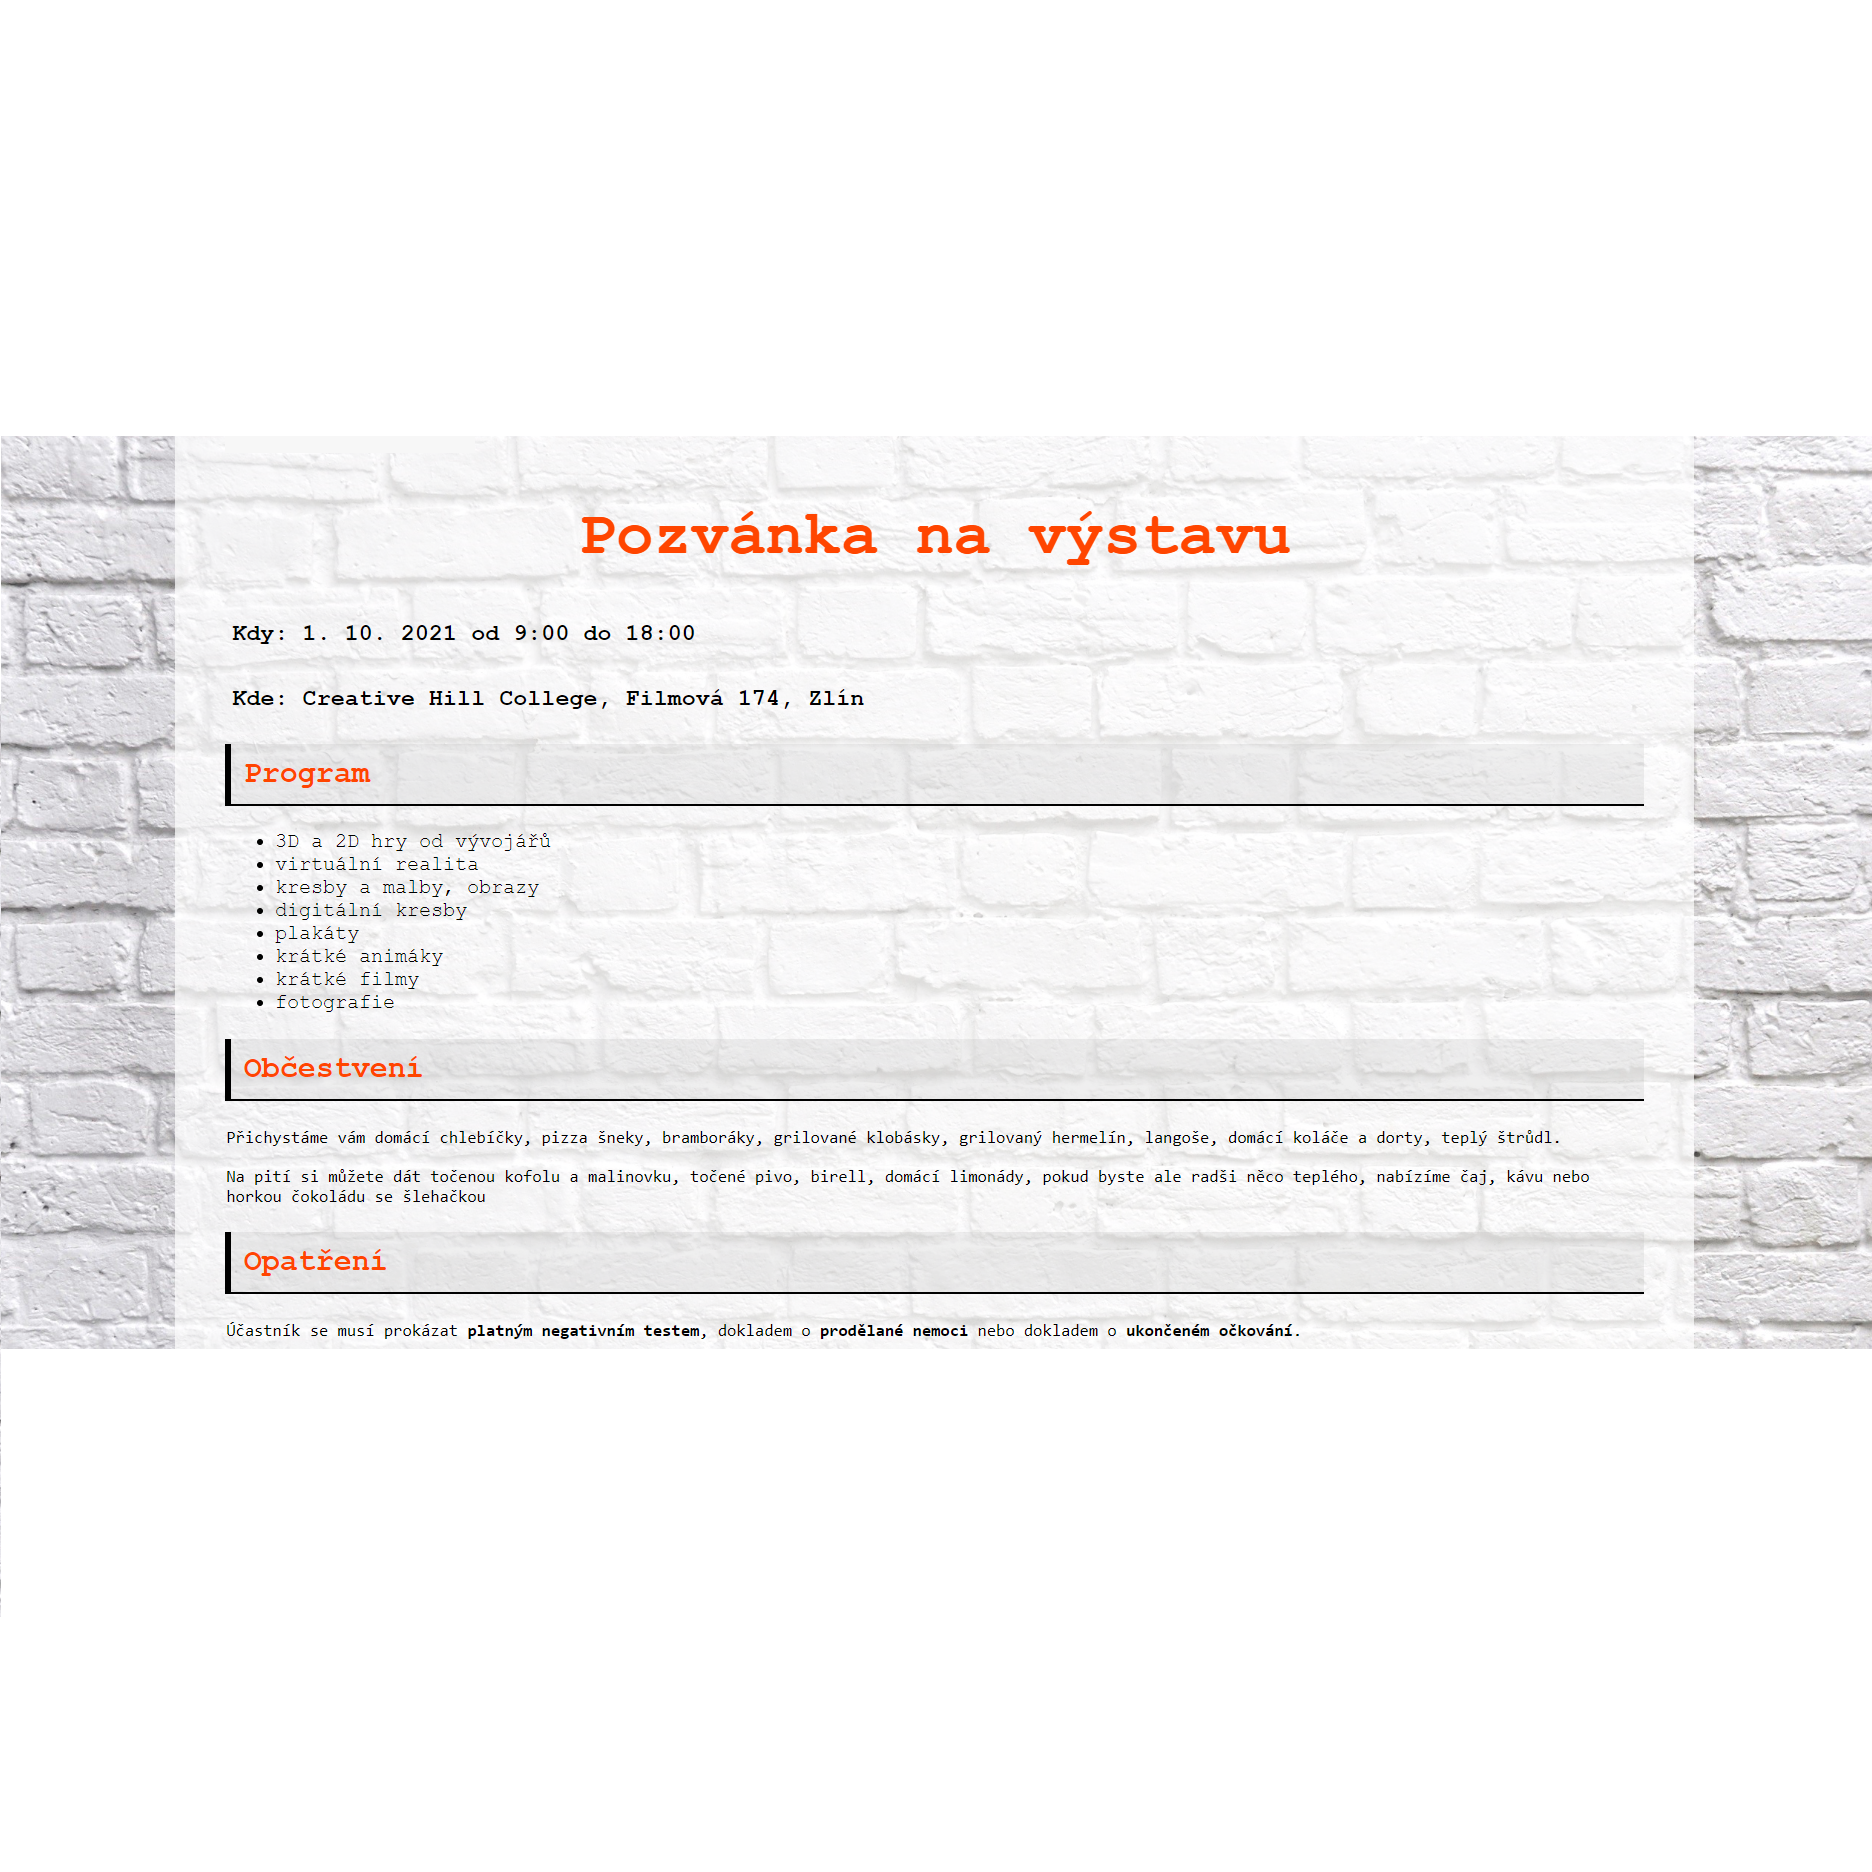 Pozvánka na výstavu
Kdy: 1. 10. 2021 od 9:00 do 18:00
Kde: Creative Hill College, Filmová 174, Zlín
Program
3D a 2D hry od vývojářů
virtuální realita
kresby a malby, obrazy
digitální kresby
plakáty
krátké animáky
krátké filmy
fotografie
Občestvení
Přichystáme vám domácí chlebíčky, pizza šneky, bramboráky, grilované klobásky, grilovaný hermelín, langoše, domácí koláče a dorty, teplý štrůdl.
Na pití si můžete dát točenou kofolu a malinovku, točené pivo, birell, domácí limonády, pokud byste ale radši něco teplého, nabízíme čaj, kávu nebo
horkou čokoládu se šlehačkou
Opatření
Účastník se musí prokázat platným negativním testem, dokladem o prodělané nemoci nebo dokladem o ukončeném očkování.